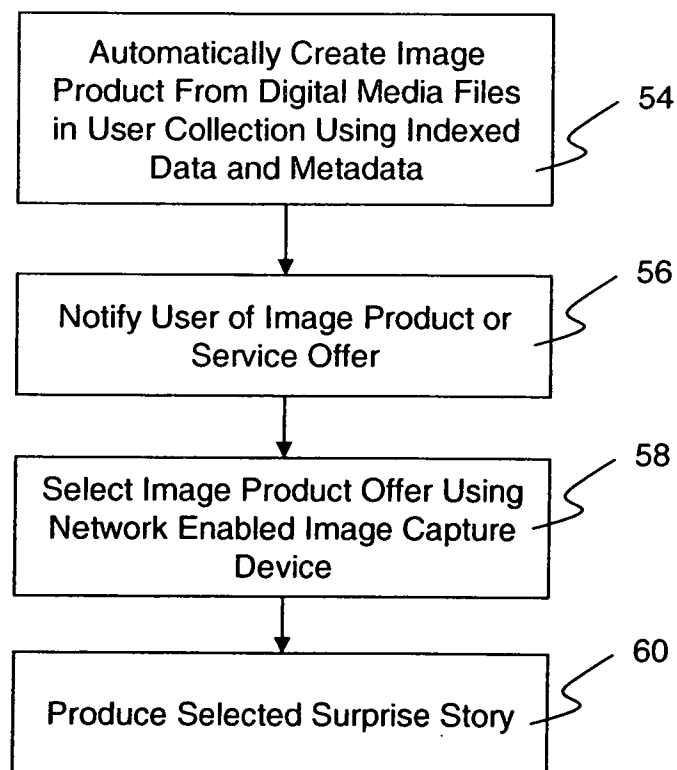 Automatically Create Image
Product From Digital Media Files
in User Collection Using Indexed
Data and Metadata
54
Notify User of Image Product or
Service Offer
56
Select Image Product Offer Using
Network Enabled Image Capture
Device
58
Produce Selected Surprise Story
60